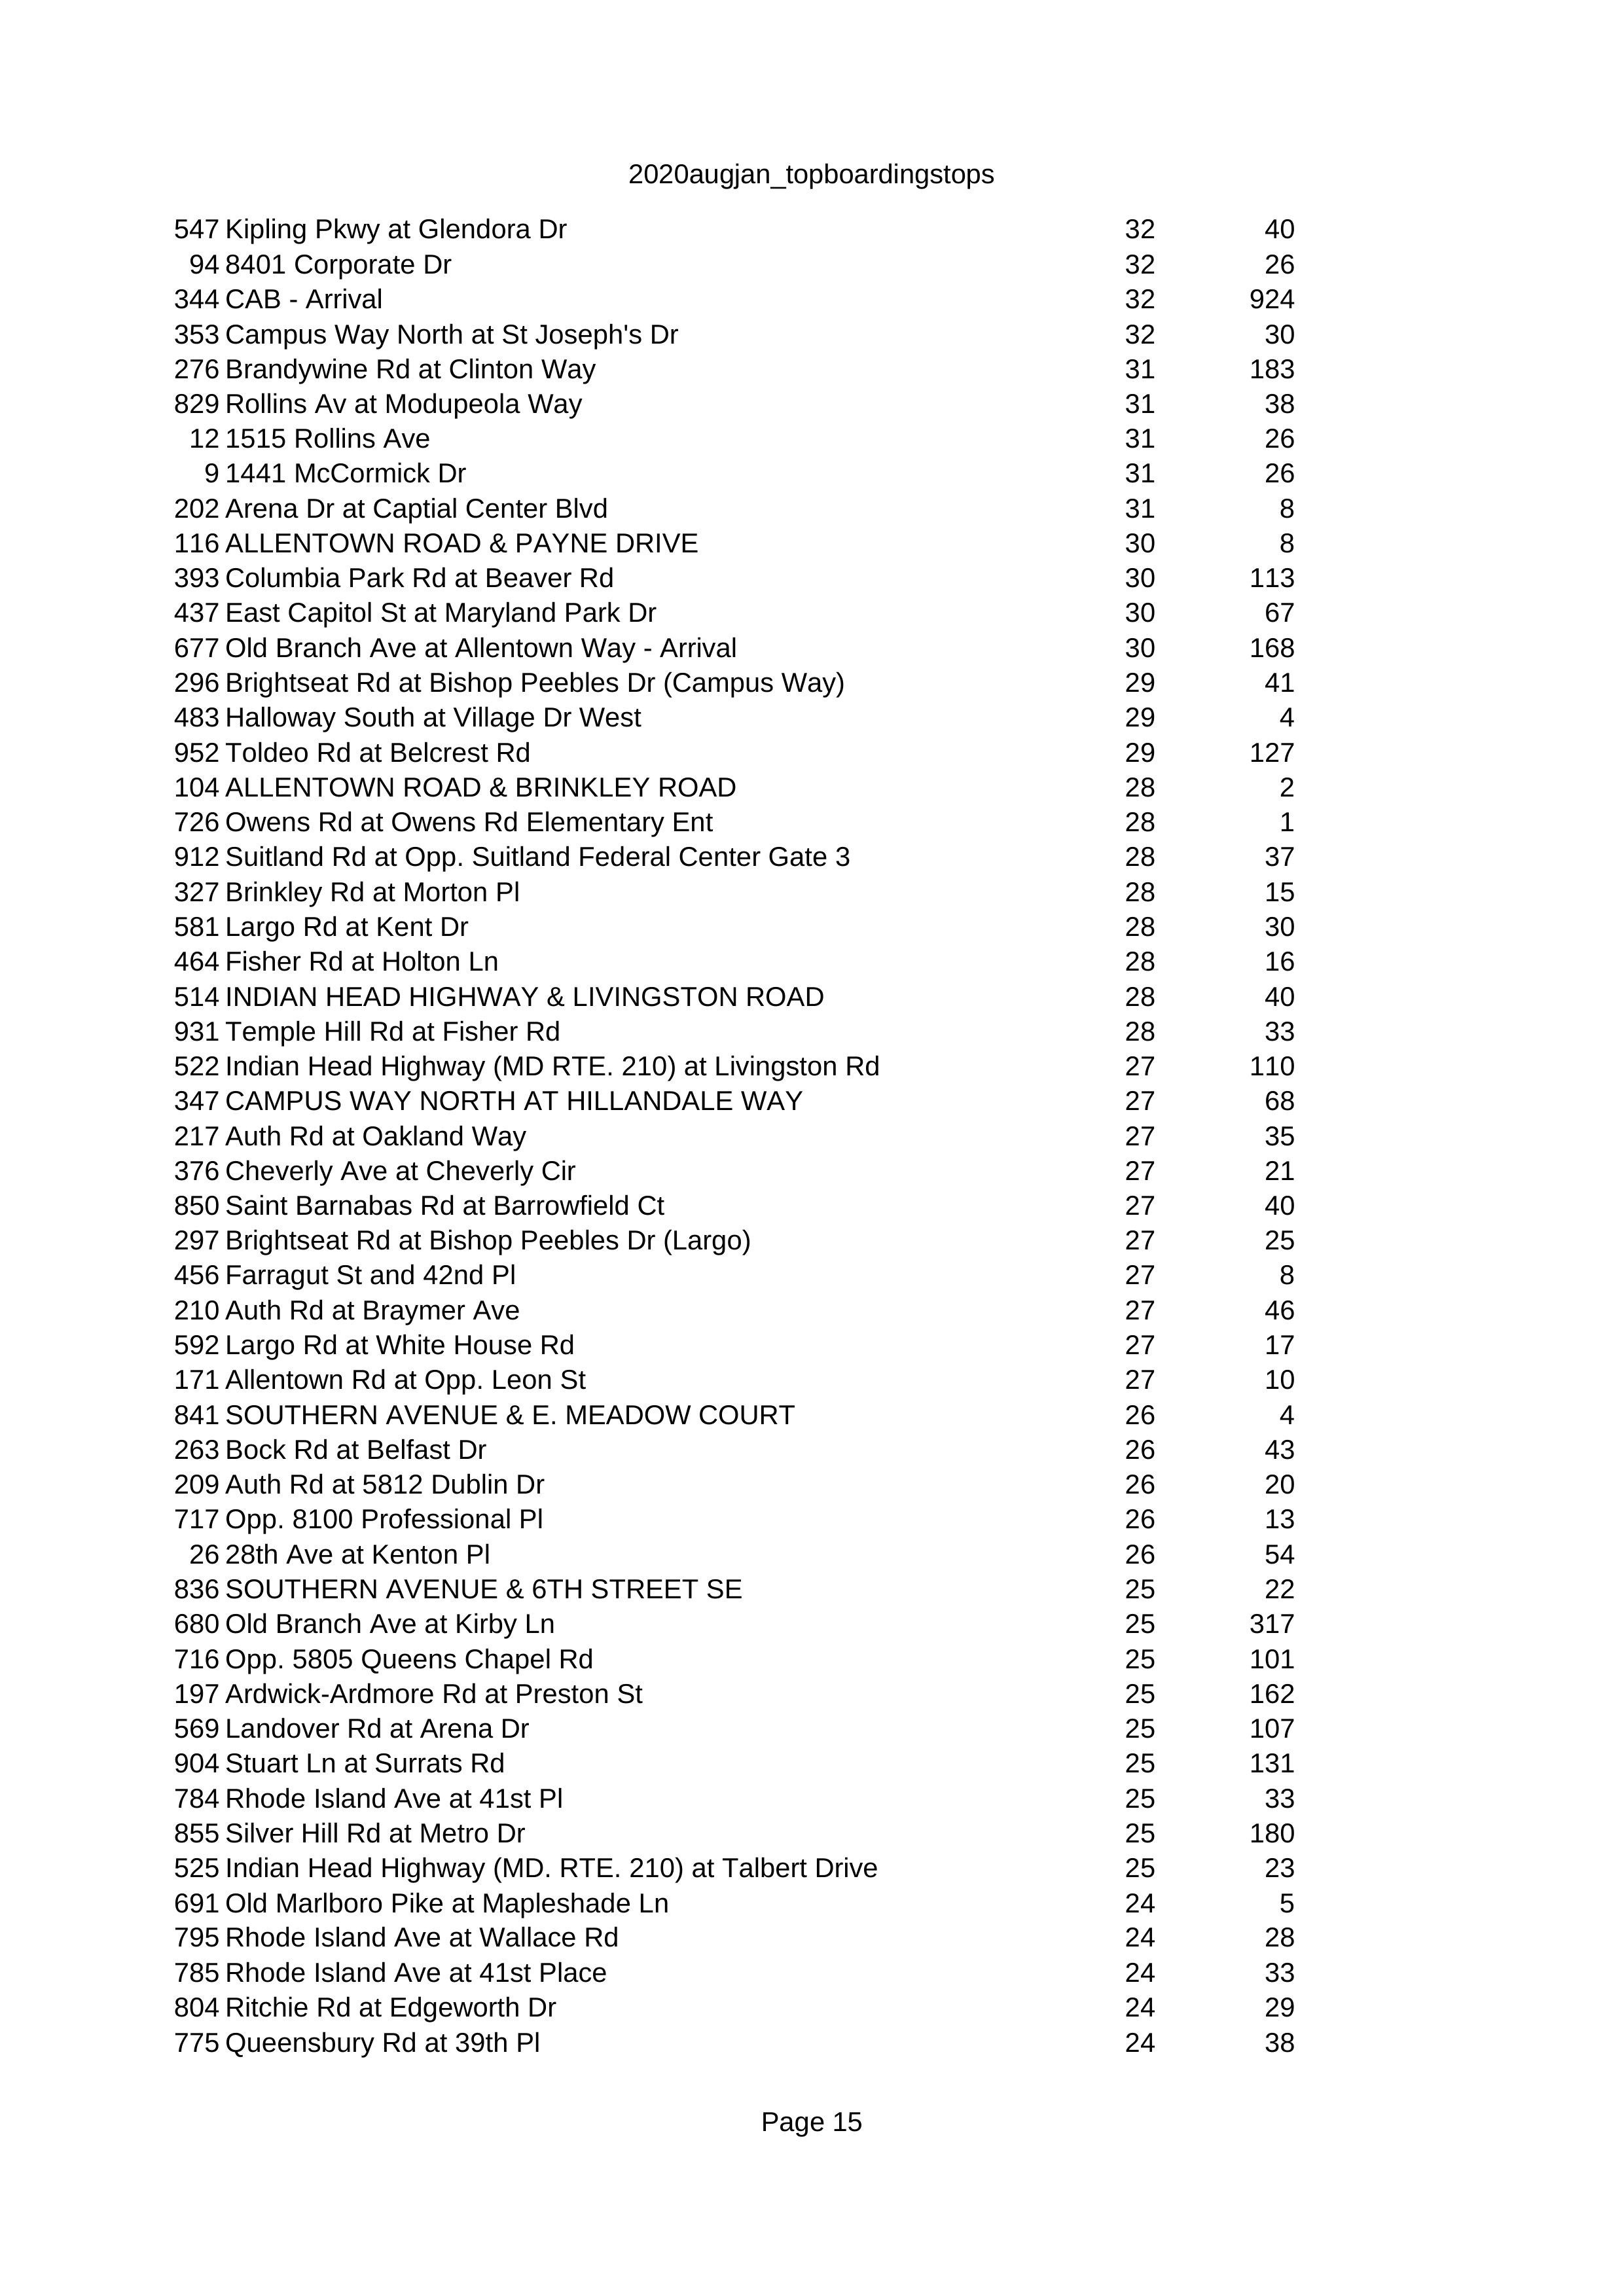 2020augjan_topboardingstops
547 Kipling Pkwy at Glendora Dr 32 40
94 8401 Corporate Dr 32 26
344 CAB - Arrival 32 924
353 Campus Way North at St Joseph's Dr 32 30
276 Brandywine Rd at Clinton Way 31 183
829 Rollins Av at Modupeola Way 31 38
12 1515 Rollins Ave 31 26
9 1441 McCormick Dr 31 26
202 Arena Dr at Captial Center Blvd 31 8
116 ALLENTOWN ROAD & PAYNE DRIVE 30 8
393 Columbia Park Rd at Beaver Rd 30 113
437 East Capitol St at Maryland Park Dr 30 67
677 Old Branch Ave at Allentown Way - Arrival 30 168
296 Brightseat Rd at Bishop Peebles Dr (Campus Way) 29 41
483 Halloway South at Village Dr West 29 4
952 Toldeo Rd at Belcrest Rd 29 127
104 ALLENTOWN ROAD & BRINKLEY ROAD 28 2
726 Owens Rd at Owens Rd Elementary Ent 28 1
912 Suitland Rd at Opp. Suitland Federal Center Gate 3 28 37
327 Brinkley Rd at Morton Pl 28 15
581 Largo Rd at Kent Dr 28 30
464 Fisher Rd at Holton Ln 28 16
514 INDIAN HEAD HIGHWAY & LIVINGSTON ROAD 28 40
931 Temple Hill Rd at Fisher Rd 28 33
522 Indian Head Highway (MD RTE. 210) at Livingston Rd 27 110
347 CAMPUS WAY NORTH AT HILLANDALE WAY 27 68
217 Auth Rd at Oakland Way 27 35
376 Cheverly Ave at Cheverly Cir 27 21
850 Saint Barnabas Rd at Barrowfield Ct 27 40
297 Brightseat Rd at Bishop Peebles Dr (Largo) 27 25
456 Farragut St and 42nd Pl 27 8
210 Auth Rd at Braymer Ave 27 46
592 Largo Rd at White House Rd 27 17
171 Allentown Rd at Opp. Leon St 27 10
841 SOUTHERN AVENUE & E. MEADOW COURT 26 4
263 Bock Rd at Belfast Dr 26 43
209 Auth Rd at 5812 Dublin Dr 26 20
717 Opp. 8100 Professional Pl 26 13
26 28th Ave at Kenton Pl 26 54
836 SOUTHERN AVENUE & 6TH STREET SE 25 22
680 Old Branch Ave at Kirby Ln 25 317
716 Opp. 5805 Queens Chapel Rd 25 101
197 Ardwick-Ardmore Rd at Preston St 25 162
569 Landover Rd at Arena Dr 25 107
904 Stuart Ln at Surrats Rd 25 131
784 Rhode Island Ave at 41st Pl 25 33
855 Silver Hill Rd at Metro Dr 25 180
525 Indian Head Highway (MD. RTE. 210) at Talbert Drive 25 23
691 Old Marlboro Pike at Mapleshade Ln 24 5
795 Rhode Island Ave at Wallace Rd 24 28
785 Rhode Island Ave at 41st Place 24 33
804 Ritchie Rd at Edgeworth Dr 24 29
775 Queensbury Rd at 39th Pl 24 38
Page 15